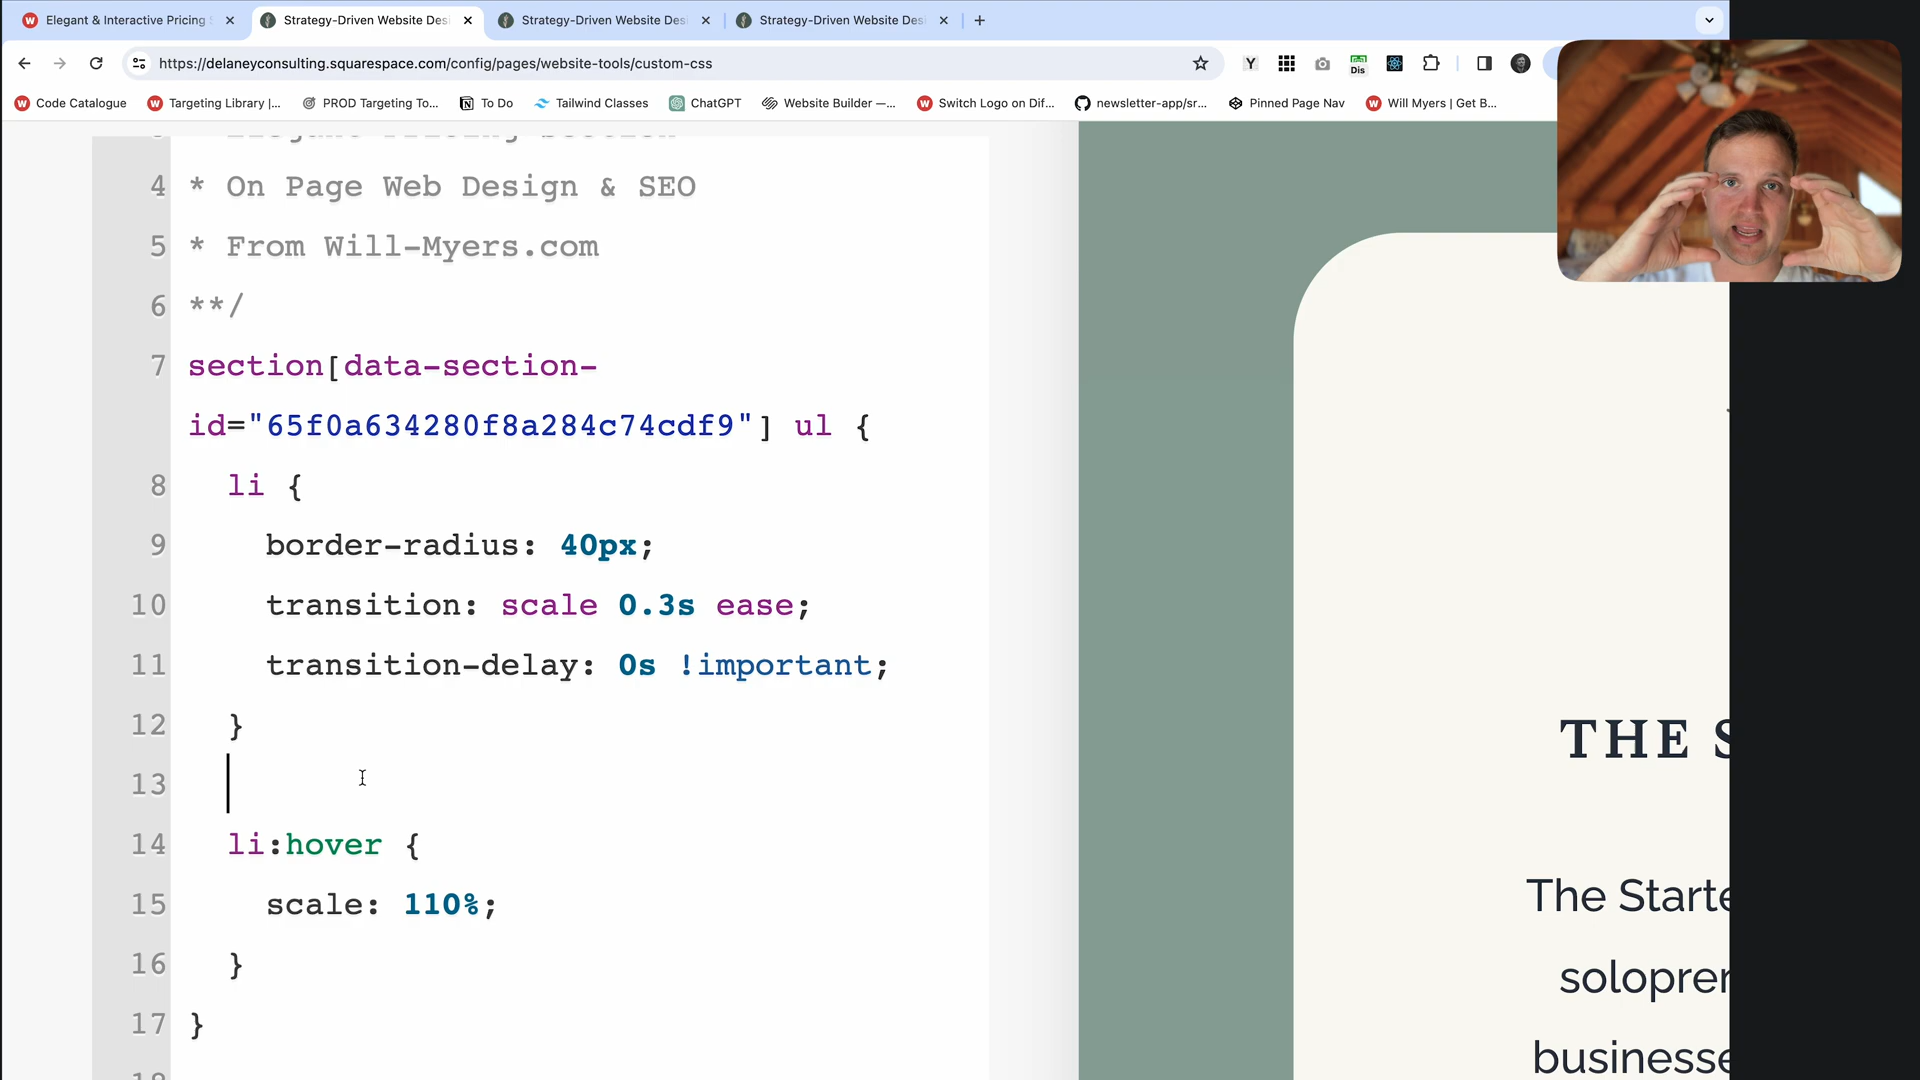 Elegant & Interactive Pricing
Strategy-Driven Website Des
Strategy-Driven Website Des
Strategy-Driven Website Des
https://delaneyconsulting.squarespace.com/config/pages/website-tools/custom-css
Y
Dis
Code Catalogue
Targeting Library |...
PROD Targeting To...
To Do
Tailwind Classes
ChatGPT
Website Builder —...
Switch Logo on Dif...
newsletter-app/sr...
Pinned Page Nav
Will Myers | Get B...
4 * On Page Web Design & SEO
5 * From Will-Myers.com
6 **/
7 section[data-section-
id="65f0a634280f8a284c74cdf9"] ul {
8 li {
9 border-radius: 40px;
10 transition: scale 0.3s ease;
11 transition-delay: 0s !important;
12 }
13
14 li:hover {
15 scale: 110%;
16 }
17 }
THE S
The Starte
solopren
businesse